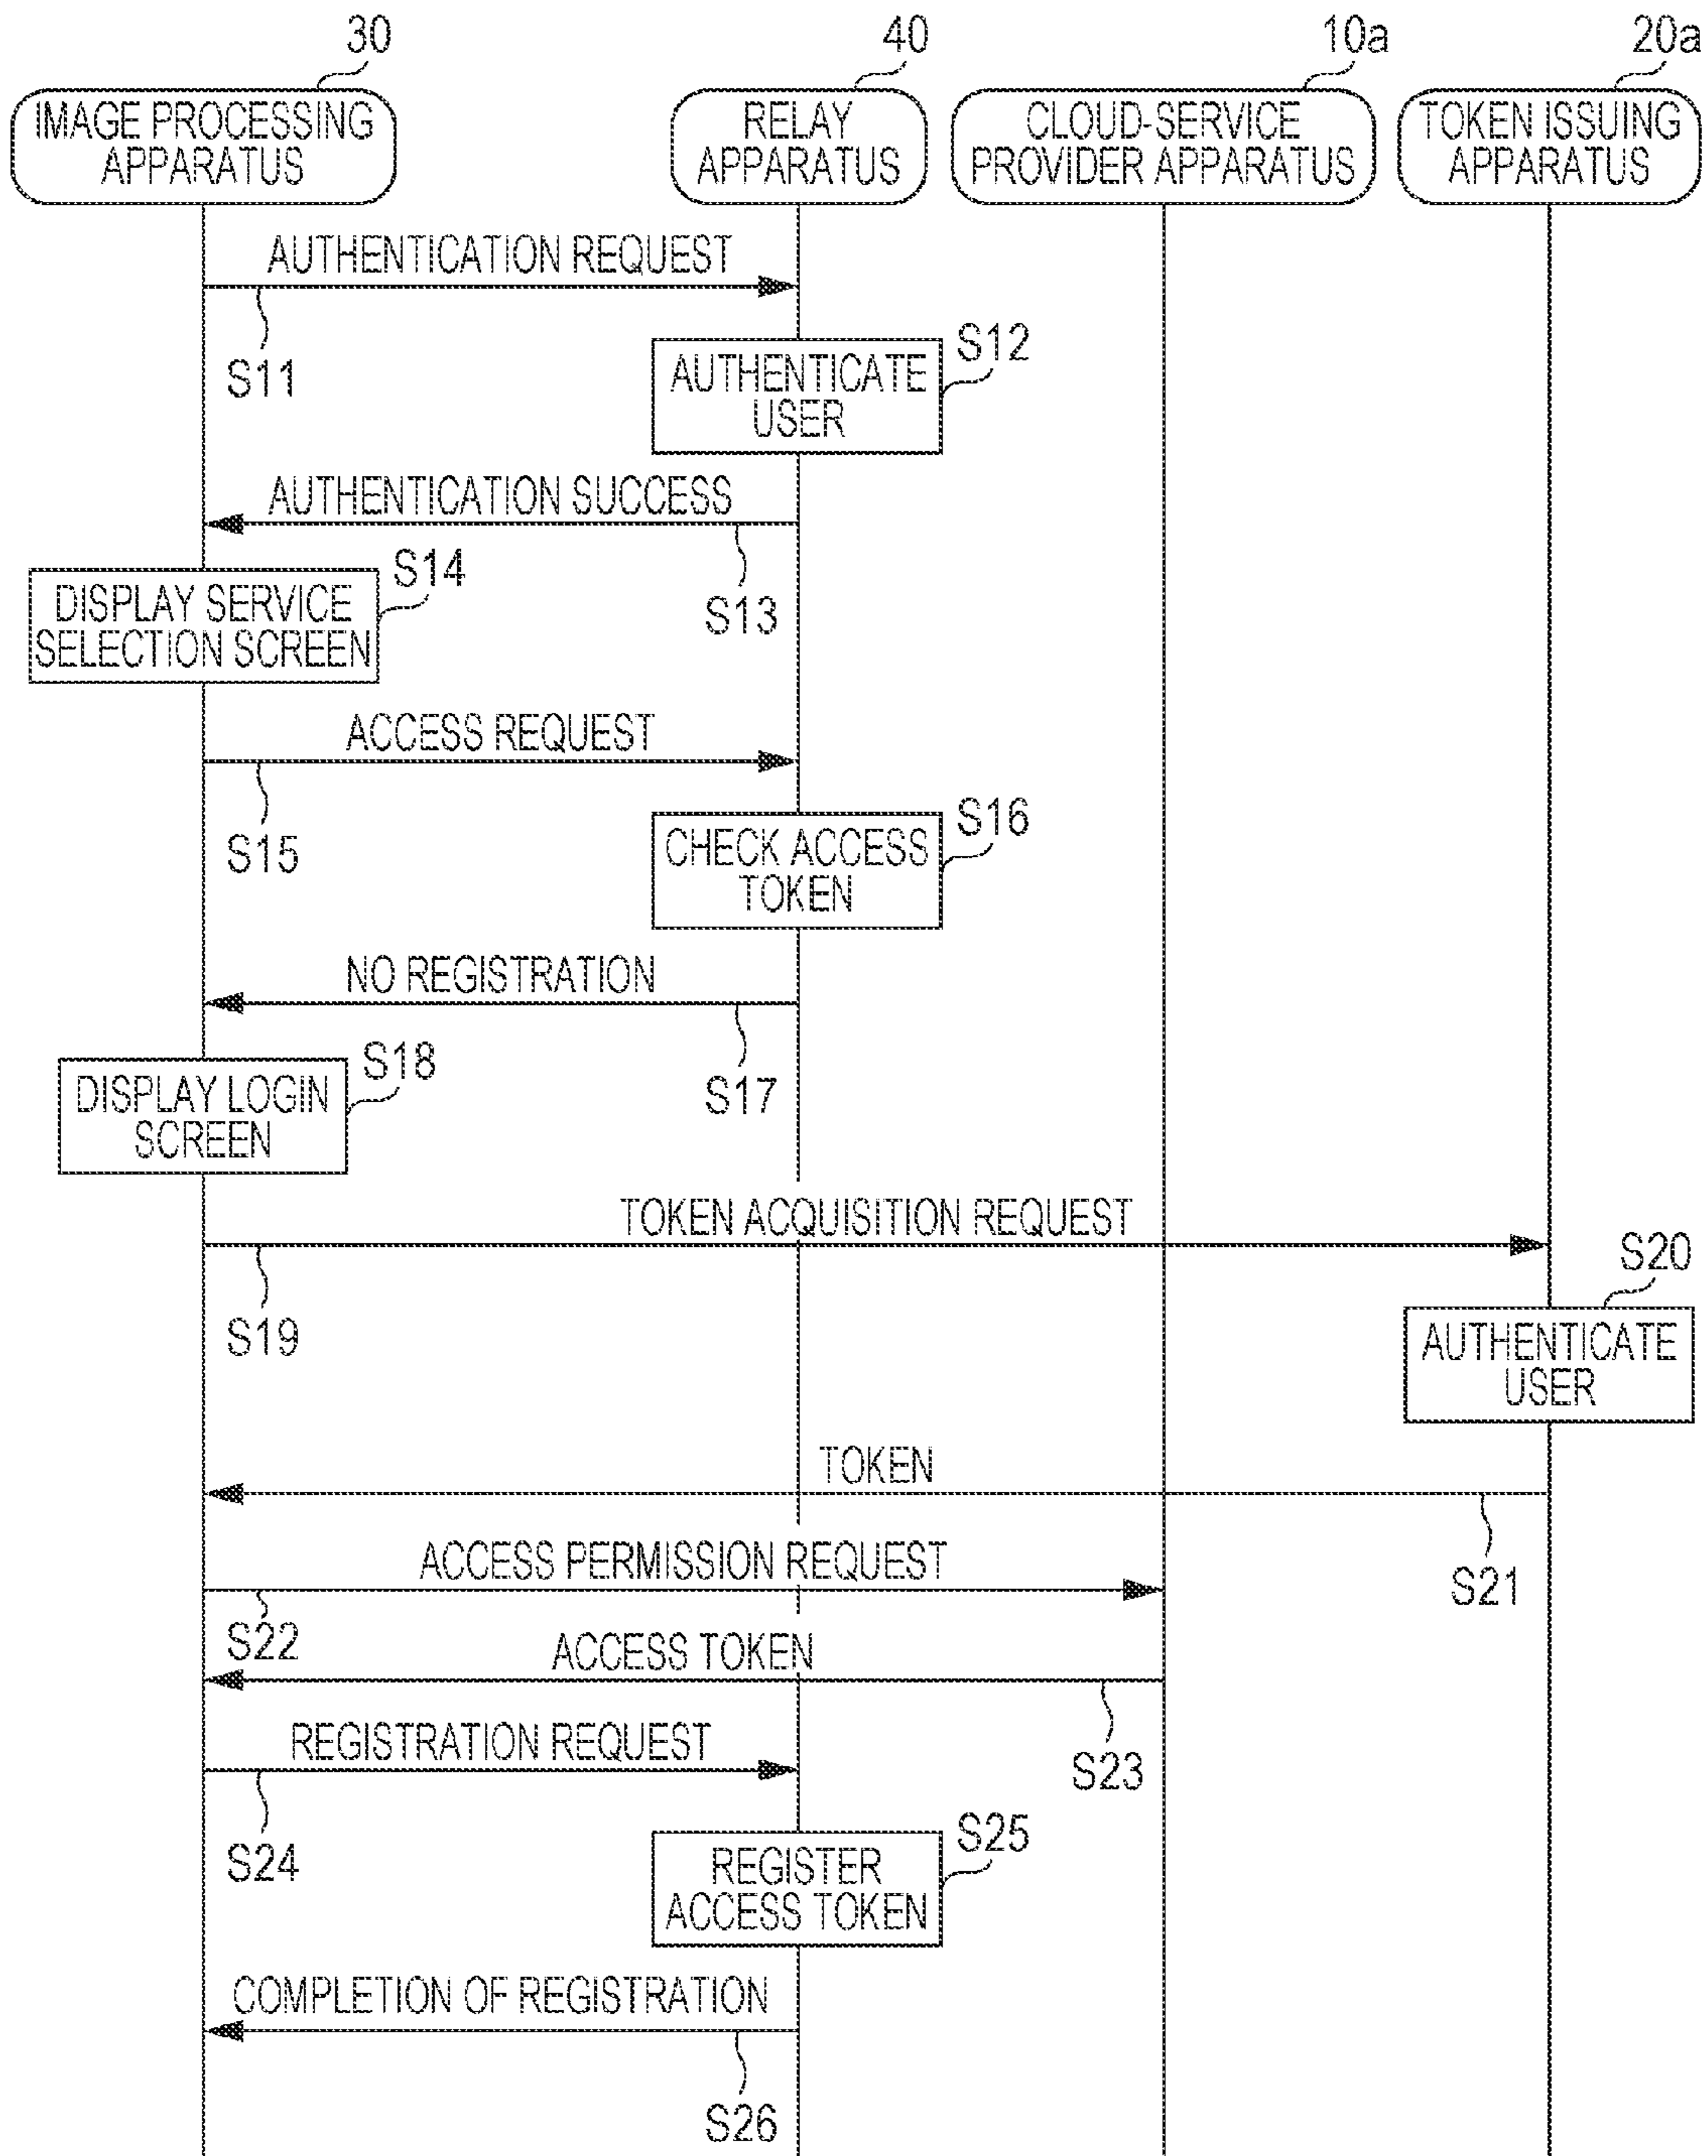 30
40
10a
20a
IMAGE PROCESSING
APPARATUS
RELAY
APPARATUS
CLOUD-SERVICE
PROVIDER APPARATUS
TOKEN ISSUING
APPARATUS
AUTHENTICATION REQUEST
S11
S12
AUTHENTICATE
USER
AUTHENTICATION SUCCESS
S13
S14
DISPLAY SERVICE
SELECTION SCREEN
ACCESS REQUEST
S15
S16
CHECK ACCESS
TOKEN
NO REGISTRATION
S17
S18
DISPLAY LOGIN
SCREEN
TOKEN ACQUISITION REQUEST
S19
S20
AUTHENTICATE
USER
TOKEN
S21
ACCESS PERMISSION REQUEST
S22
ACCESS TOKEN
S23
REGISTRATION REQUEST
S24
S25
REGISTER
ACCESS TOKEN
COMPLETION OF REGISTRATION
S26